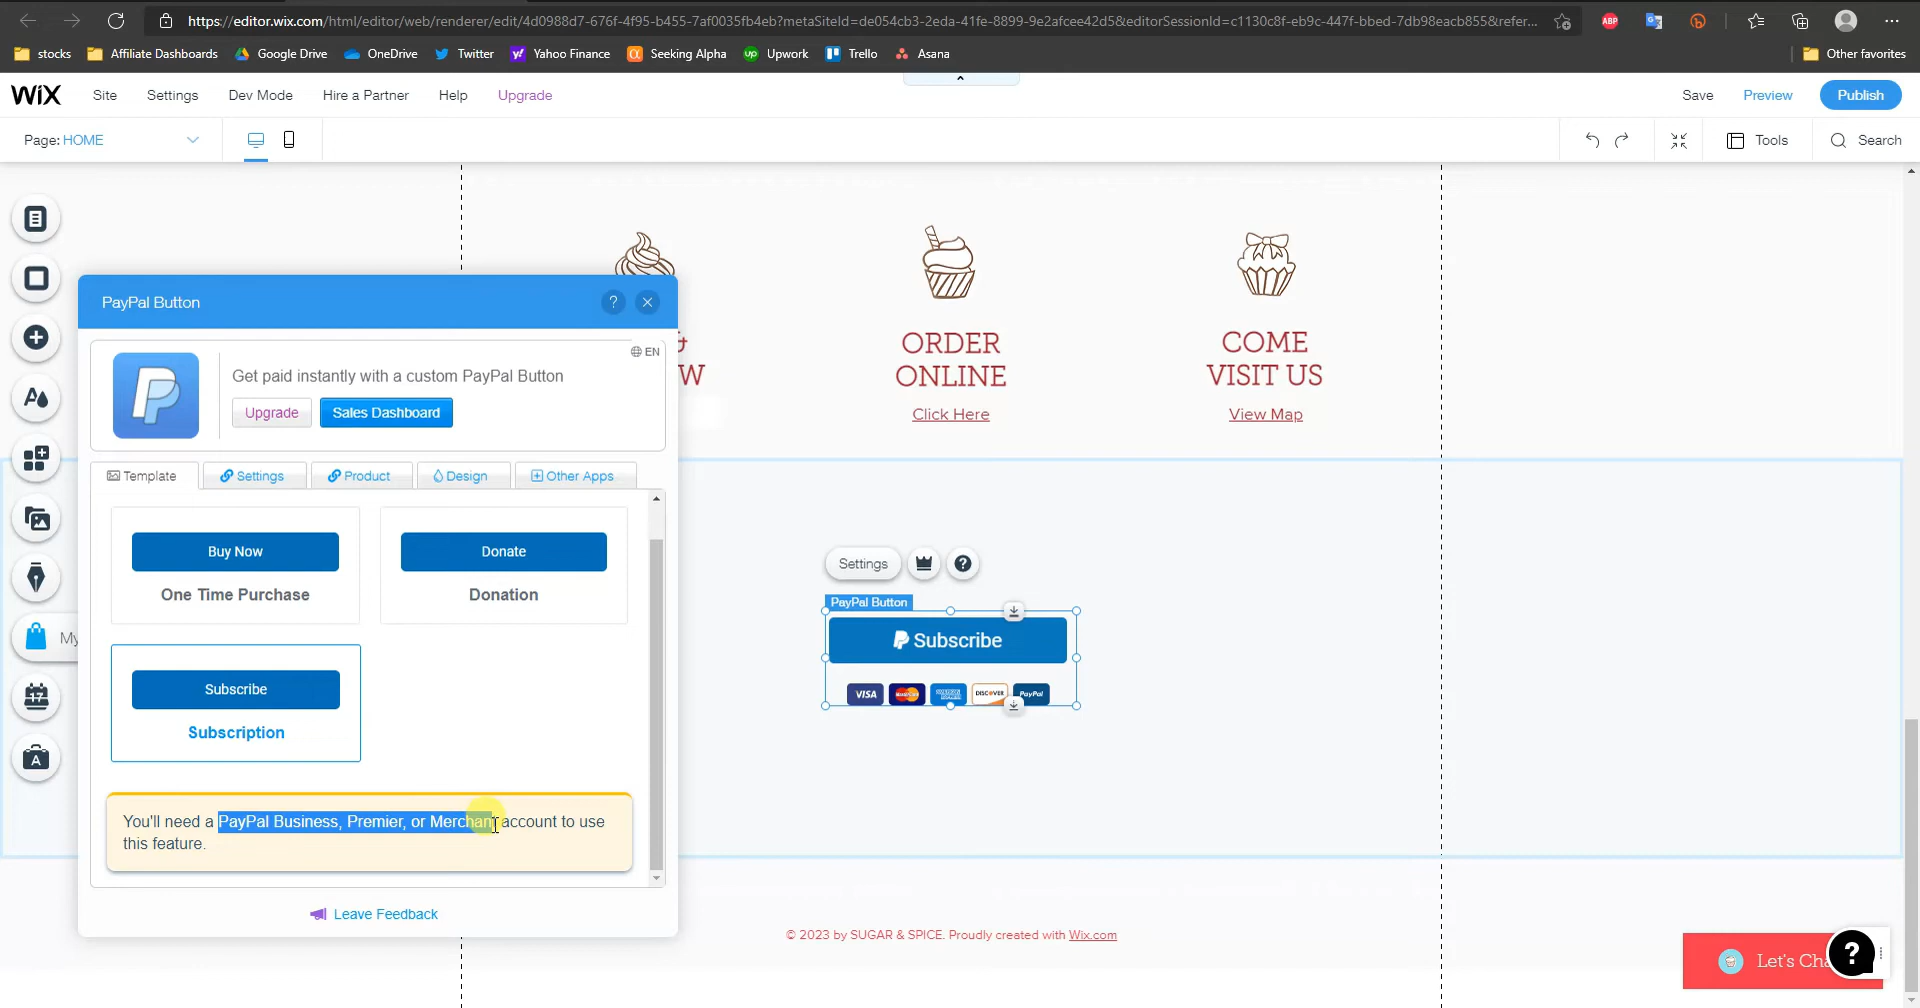 https://editor.wix.com/html/editor/web/renderer/edit/4d0988d7-676f-4f95-b455-7af0035fb4eb?metaSiteId=de054cb3-2eda-41fe-8899-9e2afcee42d5&editorSessionId=c1130c8f-eb9c-447f-bbed-7db98eacb855&refer...
ABP
stocks Affiliate Dashboards Google Drive OneDrive Twitter Yahoo Finance Seeking Alpha Upwork Trello Asana Other favorites
WiX Site Settings Dev Mode Hire a Partner Help Upgrade Save Preview Publish
Page: HOME Tools Search
PayPal Button ?
EN
Get paid instantly with a custom PayPal Button
Upgrade Sales Dashboard
Template Settings Product Design Other Apps
Buy Now
One Time Purchase
Donate
Donation
Subscribe
Subscription
You'll need a PayPal Business, Premier, or Merchant account to use
this feature.
Leave Feedback
My
17
A
&
W
ORDER
ONLINE
Click Here
COME
VISIT US
View Map
Settings ?
PayPal Button
Subscribe
VISA DISCOVER PayPal
© 2023 by SUGAR & SPICE. Proudly created with Wix.com
Let's Cha
?